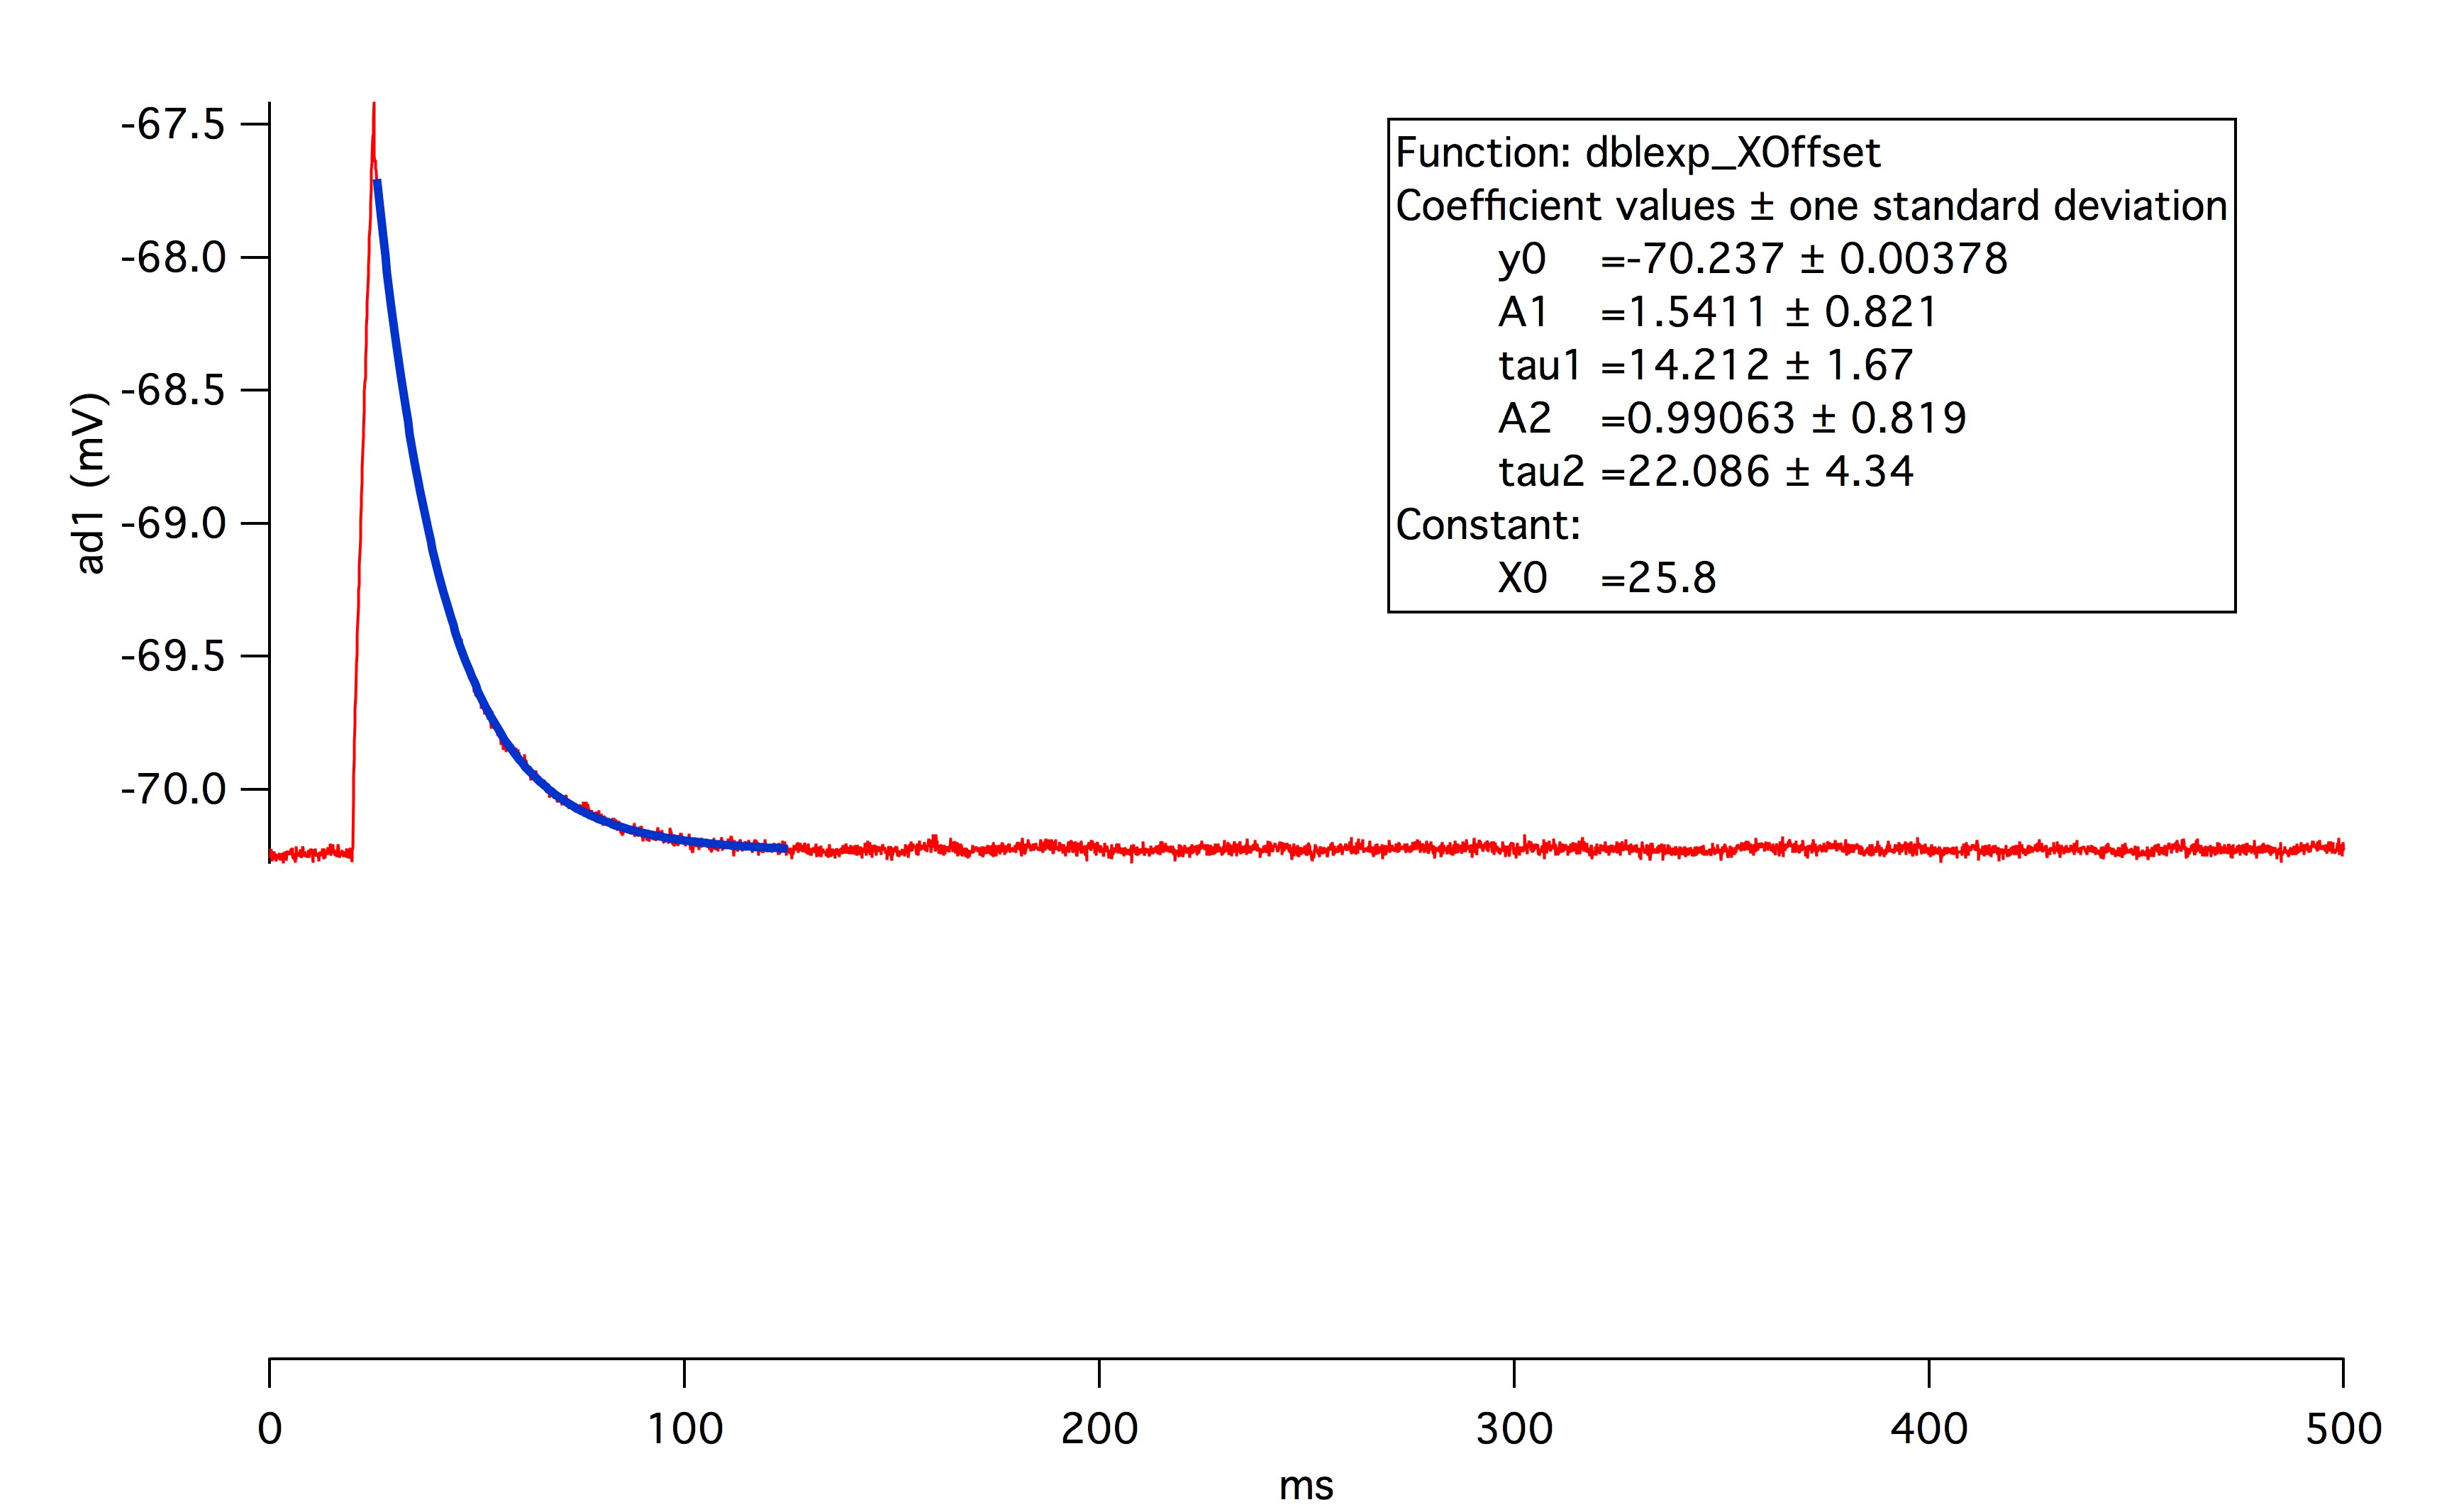 -67.5
-68.0
-68.5
-69.0
-69.5
-70.0
ad1 (mV)
Function: dblexp_XOffset
Coefficient values ± one standard deviation
y0 =-70.237 ± 0.00378
A1 =1.5411 ± 0.821
tau1 =14.212 ± 1.67
A2 =0.99063 ± 0.819
tau2 =22.086 ± 4.34
Constant:
X0 =25.8
0 100 200 300 400 500
ms